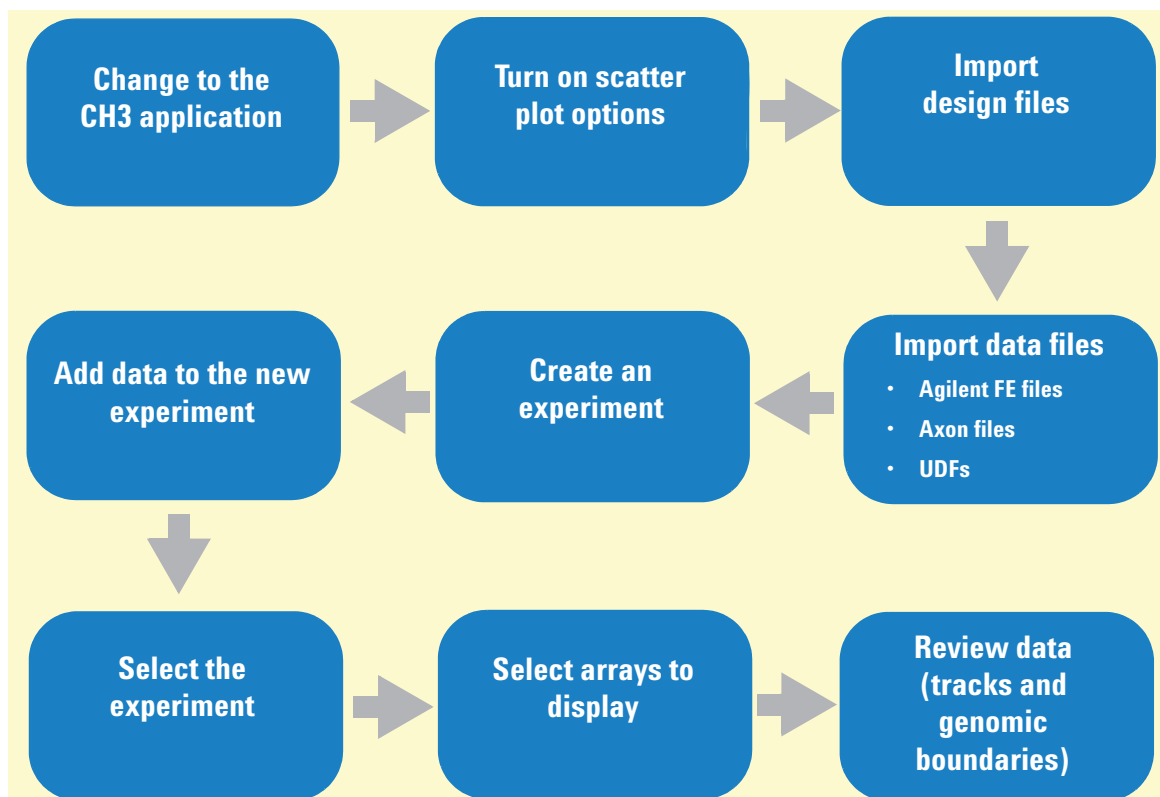 Change to the
CH3 application
Turn on scatter
plot options
Import
design files
Import data files
• Agilent FE files
• Axon files
• UDFs
Create an
experiment
Add data to the new
experiment
Select the
experiment
Select arrays to
display
Review data
(tracks and
genomic
boundaries)